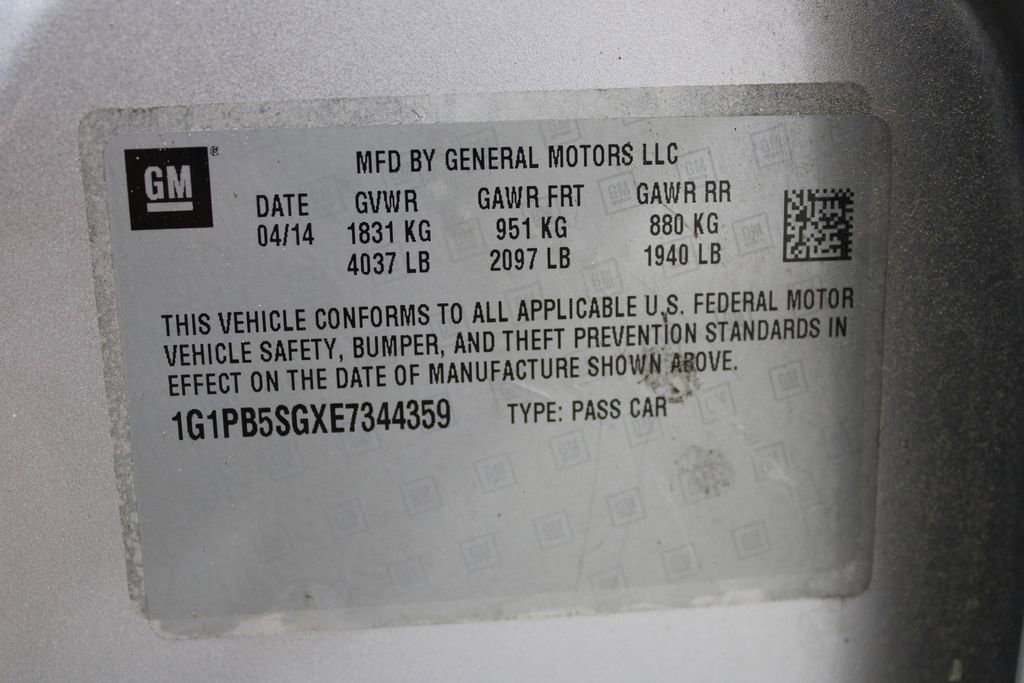 GM ®
MFD BY GENERAL MOTORS LLC
DATE GVWR GAWR FRT GAWR RR
04/14 1831 KG 951 KG 880 KG
4037 LB 2097 LB 1940 LB
THIS VEHICLE CONFORMS TO ALL APPLICABLE U.S. FEDERAL MOTOR
VEHICLE SAFETY, BUMPER, AND THEFT PREVENTION STANDARDS IN
EFFECT ON THE DATE OF MANUFACTURE SHOWN ABOVE.
1G1PB5SGXE7344359 TYPE: PASS CAR